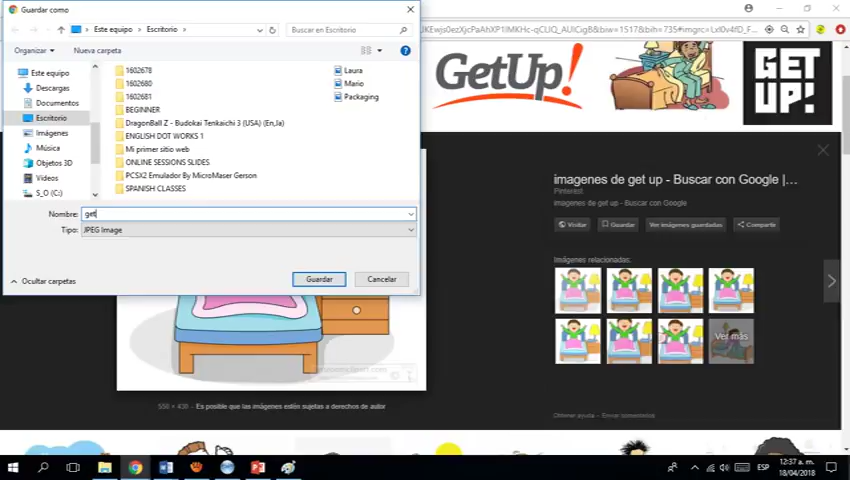 Guardar como
Este equipo > Escritorio >
Buscar en Escritorio
Organizar
Nueva carpeta
Este equipo
Descargas
Documentos
Escritorio
Imágenes
Música
Objetos 3D
Vídeos
S_O (C:)
1602678
1602680
1602681
BEGINNER
DragonBall Z - Budokai Tenkaichi 3 (USA) (En,Ja)
ENGLISH DOT WORKS 1
Mi primer sitio web
ONLINE SESSIONS SLIDES
PCSX2 Emulador By MicroMaser Gerson
SPANISH CLASSES
Laura
Mario
Packaging
Nombre: get
Tipo: JPEG Image
Ocultar carpetas
Guardar
Cancelar
GetUp!
GET
UP!
imagenes de get up - Buscar con Google |...
Pinterest
imagenes de get up - Buscar con Google
Visitar
Guardar
Ver imágenes guardadas
Compartir
Imágenes relacionadas:
Ver más
550 × 430 - Es posible que las imágenes estén sujetas a derechos de autor
Obtener ayuda - Enviar comentarios
ESP
12:37 a. m.
18/04/2018